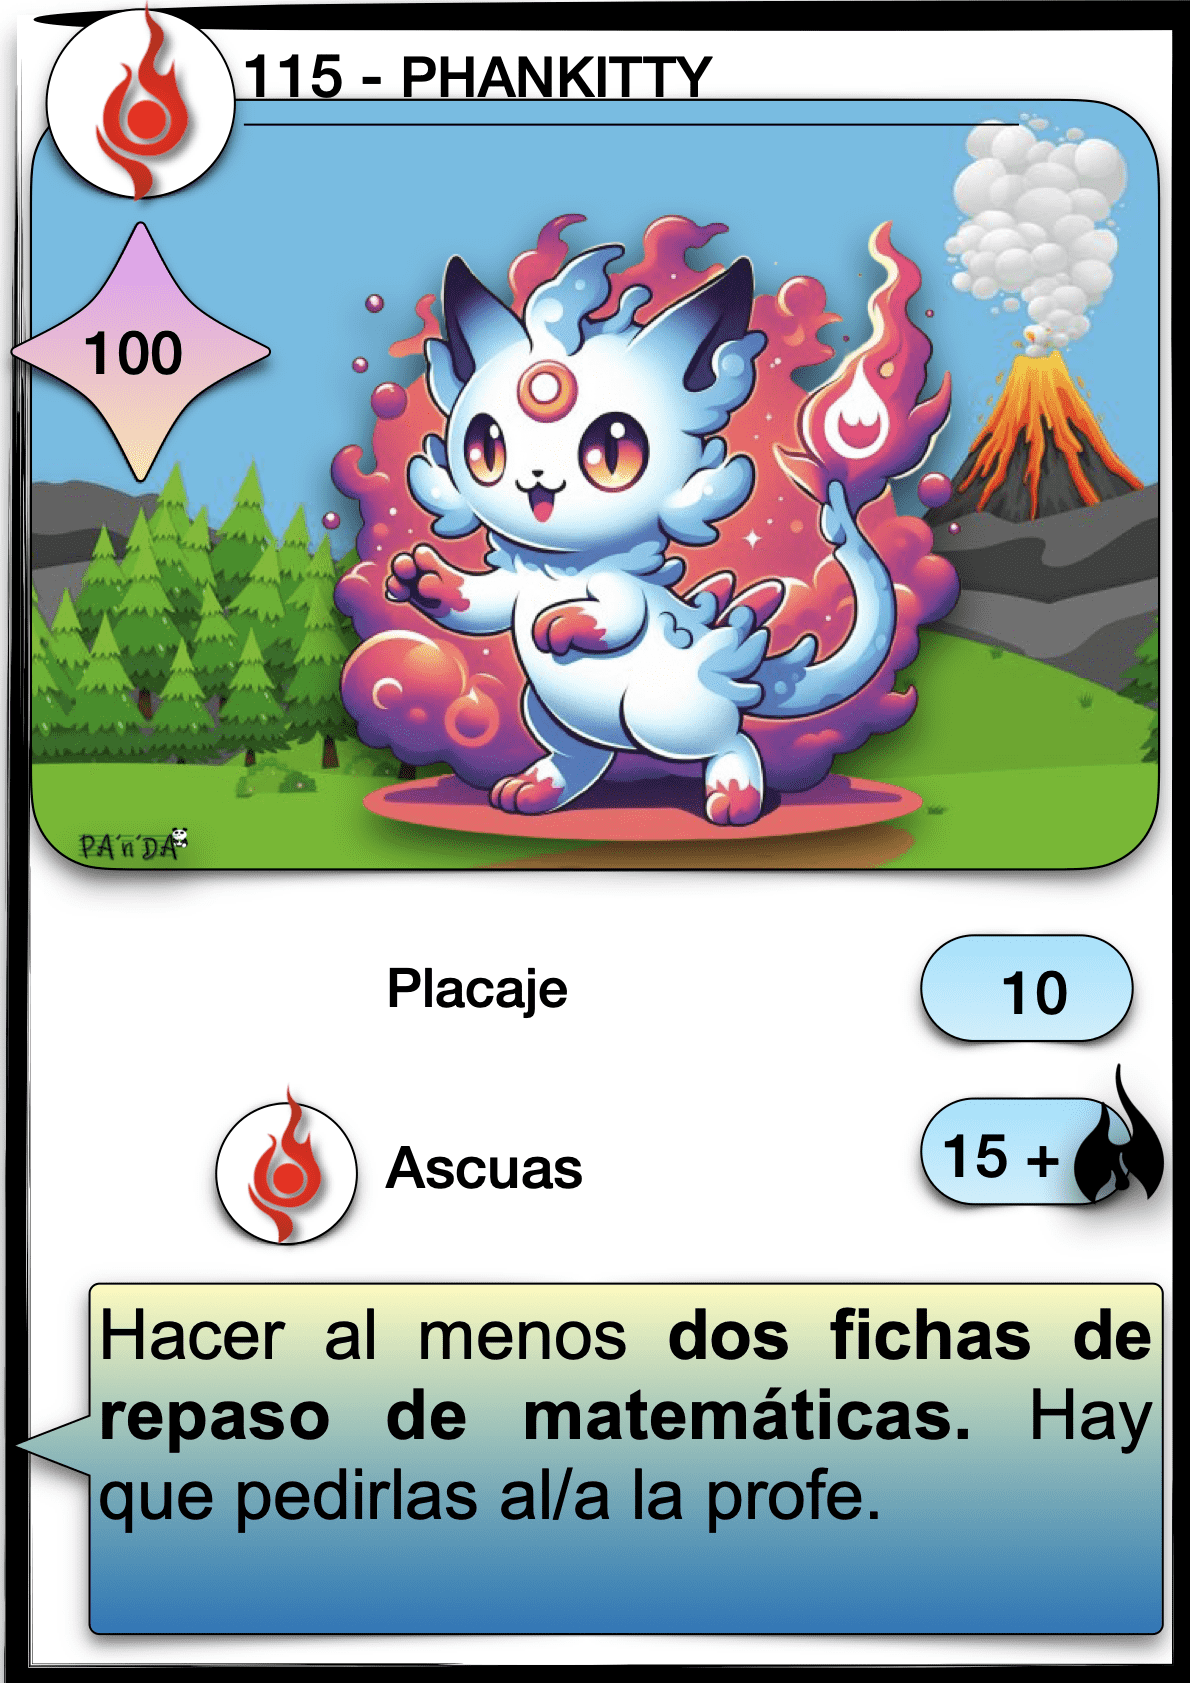 115 - PHANKITTY
100
PA'n'DA
Placaje
10
Ascuas
15 +
Hacer al menos dos fichas de
repaso de matemáticas. Hay
que pedirlas al/a la profe.